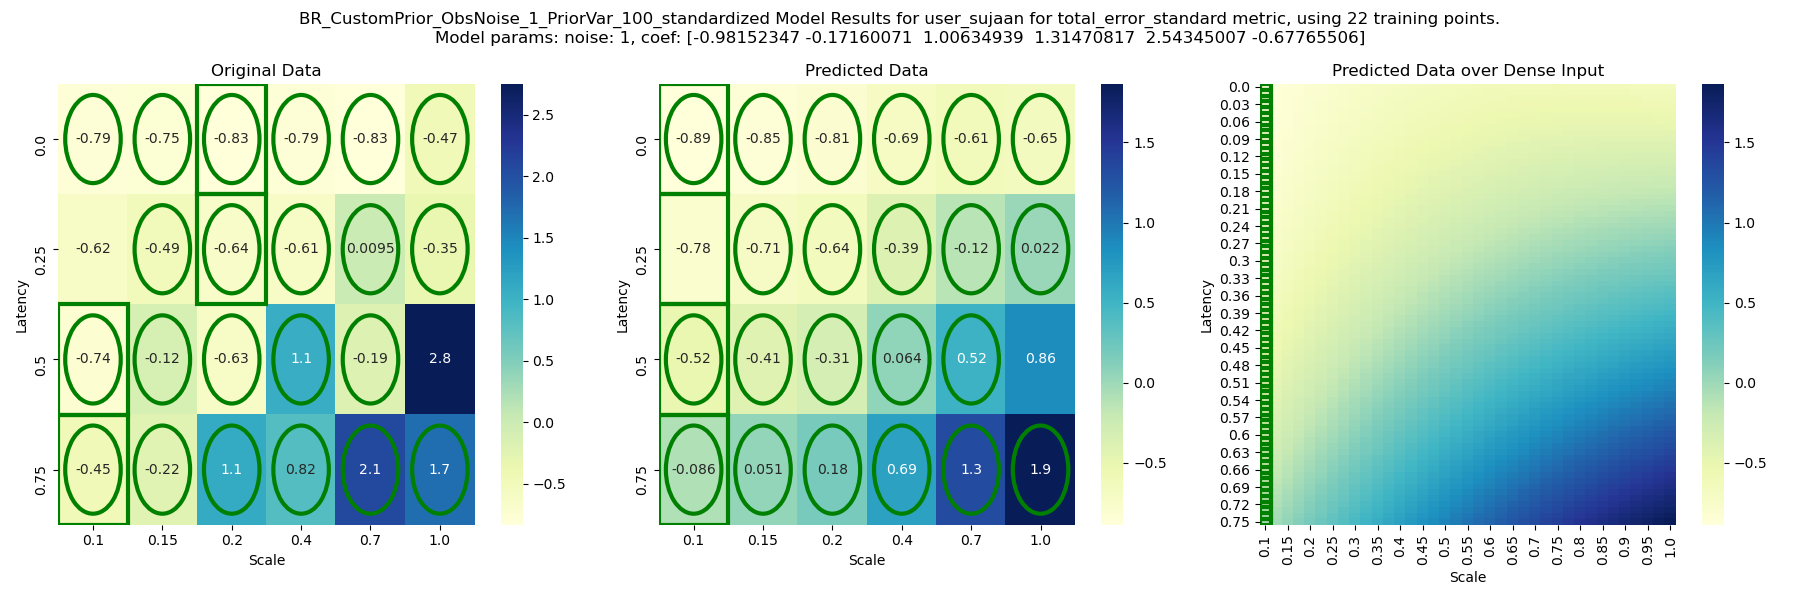 BR_CustomPrior_ObsNoise_1_PriorVar_100_standardized Model Results for user_sujaan for total_error_standard metric, using 22 training points.
Model params: noise: 1, coef: [-0.98152347 -0.17160071 1.00634939 1.31470817 2.54345007 -0.67765506]
Original Data
Latency
0.0 -0.79 -0.75 -0.83 -0.79 -0.83 -0.47
0.25 -0.62 -0.49 -0.64 -0.61 0.0095 -0.35
0.5 -0.74 -0.12 -0.63 1.1 -0.19 2.8
0.75 -0.45 -0.22 1.1 0.82 2.1 1.7
0.1 0.15 0.2 0.4 0.7 1.0
Scale
2.5
2.0
1.5
1.0
0.5
0.0
−0.5
Predicted Data
Latency
0.0 -0.89 -0.85 -0.81 -0.69 -0.61 -0.65
0.25 -0.78 -0.71 -0.64 -0.39 -0.12 0.022
0.5 -0.52 -0.41 -0.31 0.064 0.52 0.86
0.75 -0.086 0.051 0.18 0.69 1.3 1.9
0.1 0.15 0.2 0.4 0.7 1.0
Scale
1.5
1.0
0.5
0.0
−0.5
Predicted Data over Dense Input
Latency
0.0
0.03
0.06
0.09
0.12
0.15
0.18
0.21
0.24
0.27
0.3
0.33
0.36
0.39
0.42
0.45
0.48
0.51
0.54
0.57
0.6
0.63
0.66
0.69
0.72
0.75
0.1 0.15 0.2 0.25 0.3 0.35 0.4 0.45 0.5 0.55 0.6 0.65 0.7 0.75 0.8 0.85 0.9 0.95 1.0
Scale
1.5
1.0
0.5
0.0
−0.5